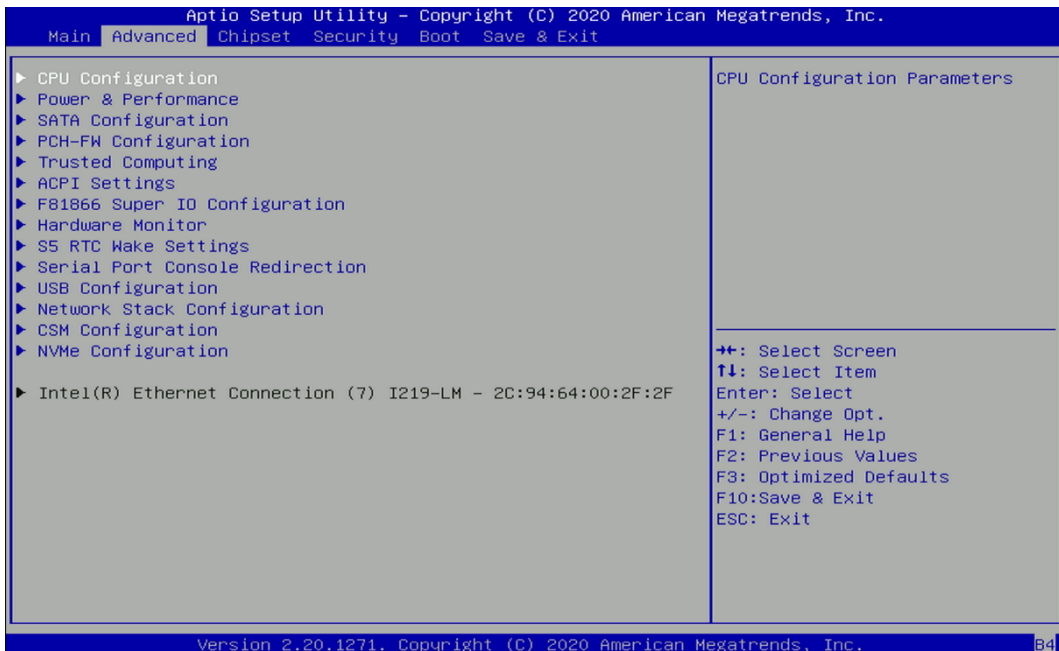 Aptio Setup Utility – Copyright (C) 2020 American Megatrends, Inc.
Main Advanced Chipset Security Boot Save & Exit
▶ CPU Configuration
▶ Power & Performance
▶ SATA Configuration
▶ PCH-FW Configuration
▶ Trusted Computing
▶ ACPI Settings
▶ F81866 Super IO Configuration
▶ Hardware Monitor
▶ S5 RTC Wake Settings
▶ Serial Port Console Redirection
▶ USB Configuration
▶ Network Stack Configuration
▶ CSM Configuration
▶ NVMe Configuration
▶ Intel(R) Ethernet Connection (7) I219-LM – 2C:94:64:00:2F:2F
CPU Configuration Parameters
→←: Select Screen
↑↓: Select Item
Enter: Select
+/-: Change Opt.
F1: General Help
F2: Previous Values
F3: Optimized Defaults
F10:Save & Exit
ESC: Exit
Version 2.20.1271. Copyright (C) 2020 American Megatrends, Inc.
B4